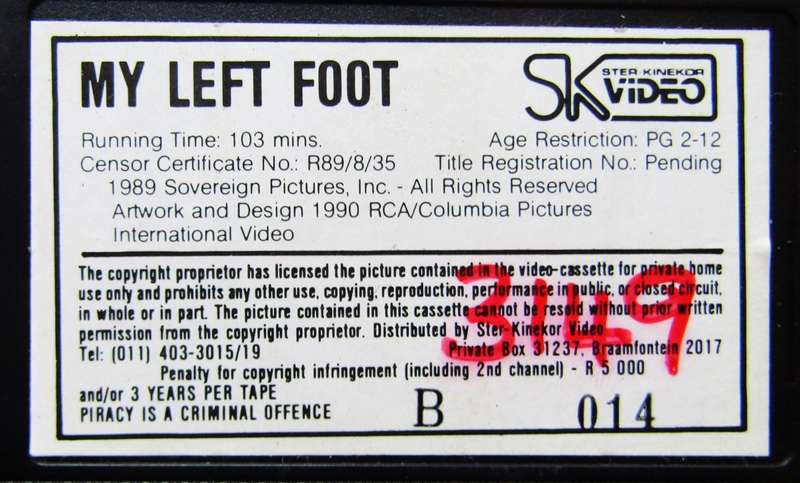 MY LEFT FOOT
SK STER-KINEKOR
VIDEO
Running Time: 103 mins. Age Restriction: PG 2-12
Censor Certificate No.: R89/8/35 Title Registration No.: Pending
1989 Sovereign Pictures, Inc. - All Rights Reserved
Artwork and Design 1990 RCA/Columbia Pictures
International Video
The copyright proprietor has licensed the picture contained in the video-cassette for private home
use only and prohibits any other use, copying, reproduction, performance in public, or closed circuit,
in whole or in part. The picture contained in this cassette cannot be resold without prior written
permission from the copyright proprietor. Distributed by Ster-Kinekor Video
Tel: (011) 403-3015/19 Private Box 31237, Braamfontein 2017
Penalty for copyright infringement (including 2nd channel) - R 5 000
and/or 3 YEARS PER TAPE
PIRACY IS A CRIMINAL OFFENCE
B 014
3149